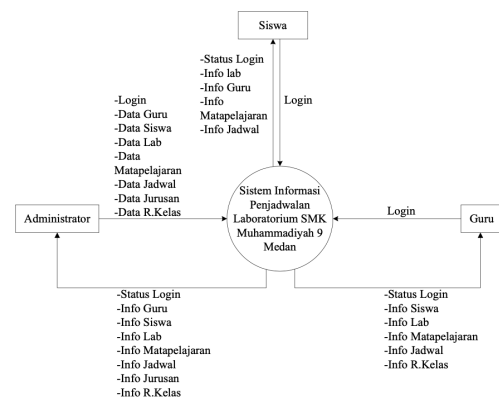 Siswa
-Status Login
-Info lab
-Info Guru
-Info
Matapelajaran
-Info Jadwal
Login
-Login
-Data Guru
-Data Siswa
-Data Lab
-Data
Matapelajaran
-Data Jadwal
-Data Jurusan
-Data R.Kelas
Administrator
Sistem Informasi
Penjadwalan
Laboratorium SMK
Muhammadiyah 9
Medan
Login
Guru
-Status Login
-Info Guru
-Info Siswa
-Info Lab
-Info Matapelajaran
-Info Jadwal
-Info Jurusan
-Info R.Kelas
-Status Login
-Info Siswa
-Info Lab
-Info Matapelajaran
-Info Jadwal
-Info R.Kelas